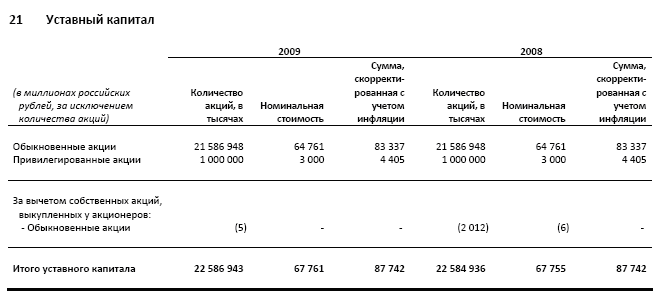 21 Уставный капитал
2009 2008
(в миллионах российских рублей, за исключением количества акций) Количество акций, в тысячах Номинальная стоимость Сумма, скорректи- рованная с учетом инфляции Количество акций, в тысячах Номинальная стоимость Сумма, скорректи- рованная с учетом инфляции
Обыкновенные акции 21 586 948 64 761 83 337 21 586 948 64 761 83 337
Привилегированные акции 1 000 000 3 000 4 405 1 000 000 3 000 4 405
За вычетом собственных акций,
выкупленных у акционеров:
- Обыкновенные акции (5) - - (2 012) (6) -
Итого уставного капитала 22 586 943 67 761 87 742 22 584 936 67 755 87 742